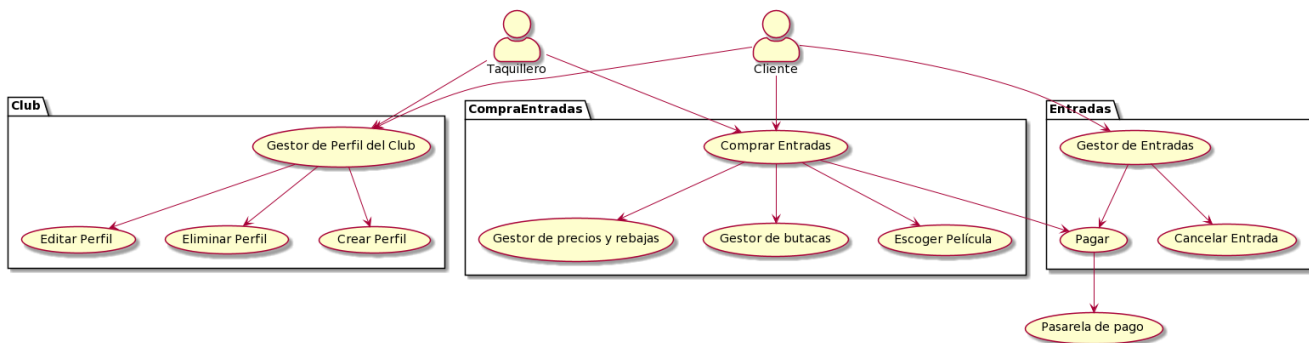 Taquillero
Cliente
Club
CompraEntradas
Entradas
Gestor de Perfil del Club
Comprar Entradas
Gestor de Entradas
Editar Perfil
Eliminar Perfil
Crear Perfil
Gestor de precios y rebajas
Gestor de butacas
Escoger Película
Pagar
Cancelar Entrada
Pasarela de pago